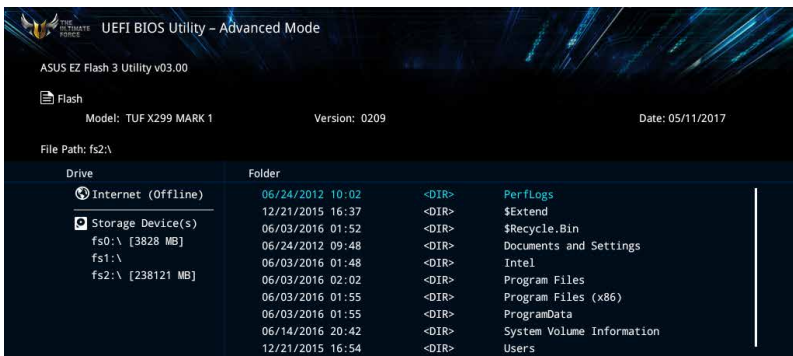 THE ULTIMATE FORCE
UEFI BIOS Utility – Advanced Mode
ASUS EZ Flash 3 Utility v03.00
Flash
Model: TUF X299 MARK 1 Version: 0209 Date: 05/11/2017
File Path: fs2:\
Drive Folder
Internet (Offline) 06/24/2012 10:02 <DIR> PerfLogs
12/21/2015 16:37 <DIR> $Extend
Storage Device(s) 06/03/2016 01:52 <DIR> $Recycle.Bin
fs0:\ [3828 MB] 06/24/2012 09:48 <DIR> Documents and Settings
fs1:\ 06/03/2016 01:48 <DIR> Intel
fs2:\ [238121 MB] 06/03/2016 02:02 <DIR> Program Files
06/03/2016 01:55 <DIR> Program Files (x86)
06/03/2016 01:55 <DIR> ProgramData
06/14/2016 20:42 <DIR> System Volume Information
12/21/2015 16:54 <DIR> Users